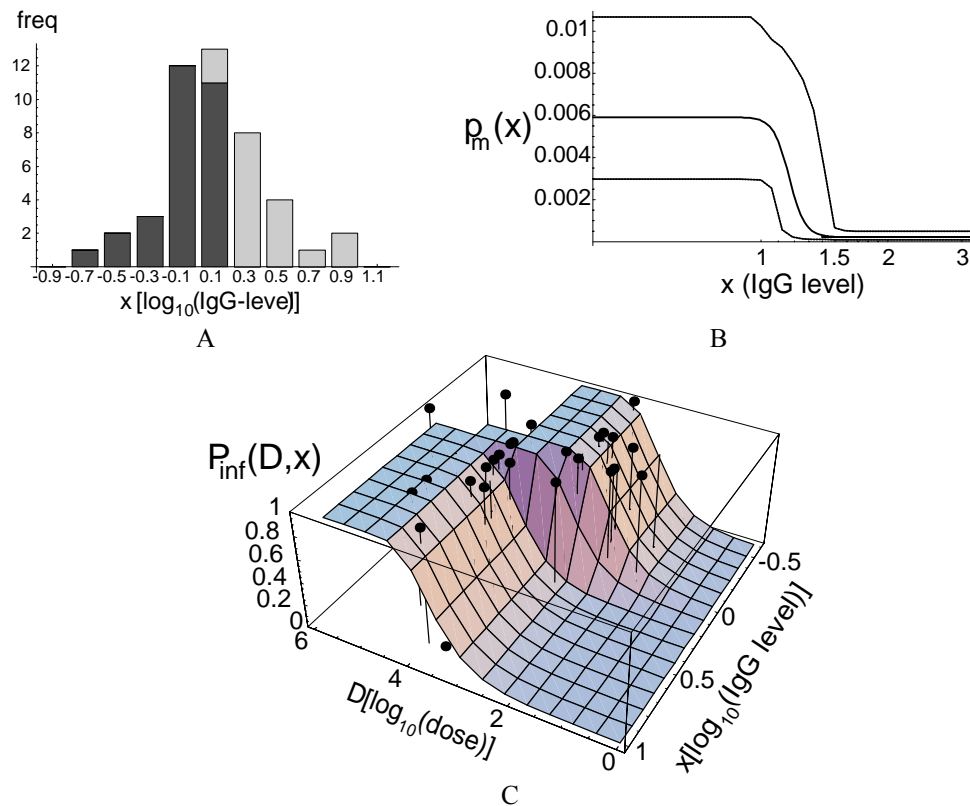 freq
12
10
8
6
4
2
-0.9 -0.7 -0.5 -0.3 -0.1 0.1 0.3 0.5 0.7 0.9 1.1
x [log10(IgG-level)]
A
0.01
0.008
0.006
0.004
0.002
pm(x)
1 1.5 2 3
x (IgG level)
B
Pinf(D,x)
1
0.8
0.6
0.4
0.2
0
6
4
2
0
D[log10(dose)]
-0.5
0
0.5
1
x[log10(IgG level)]
C